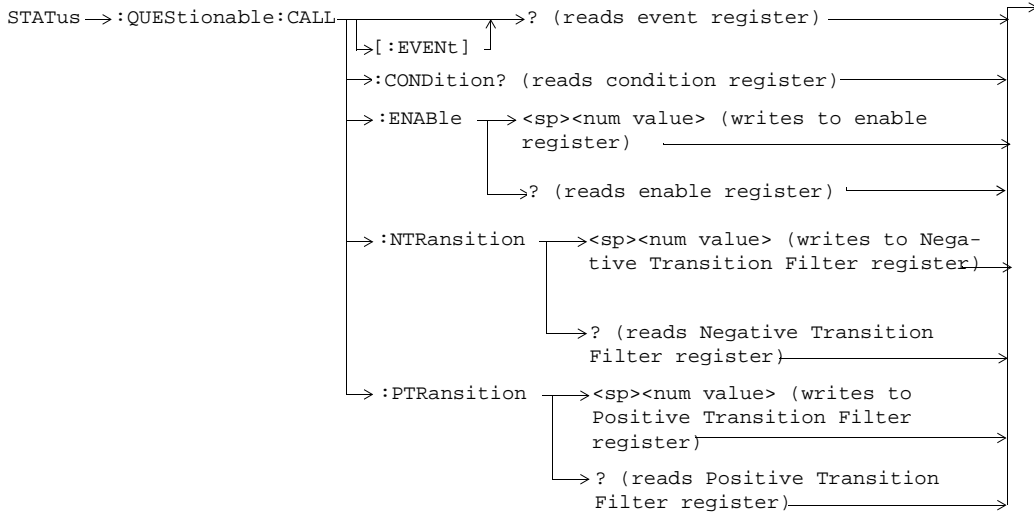 STATus :QUEStionable:CALL ? (reads event register)
[:EVENt]
:CONDition? (reads condition register)
:ENABle <sp><num value> (writes to enable
register)
? (reads enable register)
:NTRansition <sp><num value> (writes to Nega-
tive Transition Filter register)
? (reads Negative Transition
Filter register)
:PTRansition <sp><num value> (writes to
Positive Transition Filter
register)
? (reads Positive Transition
Filter register)